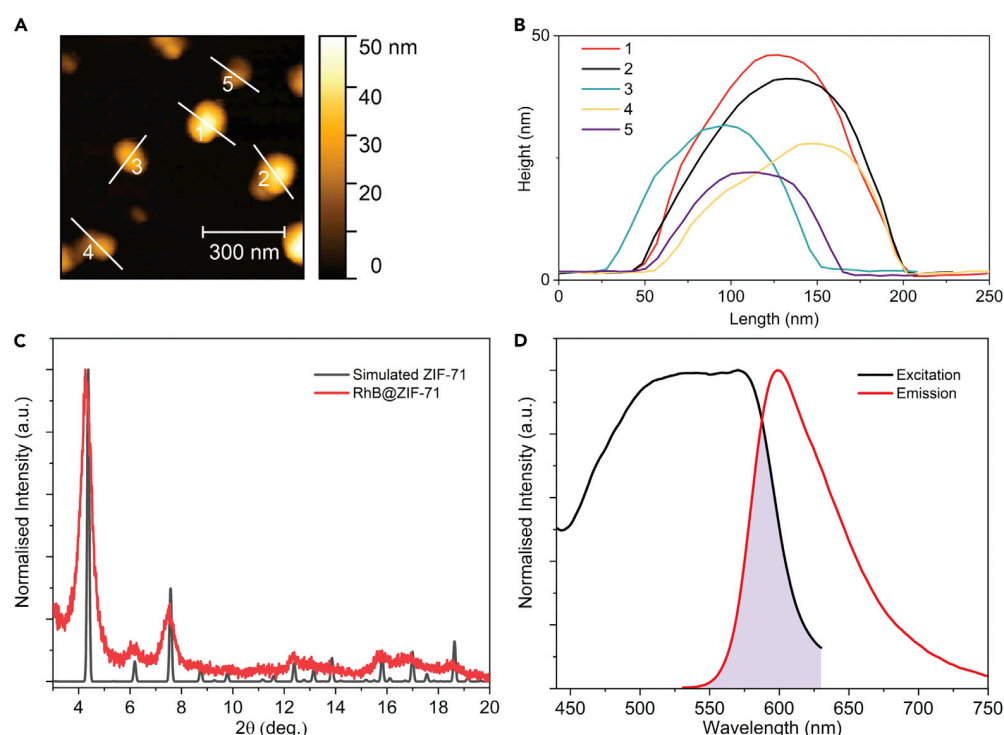 A
50 nm
40
30
20
10
0
1
2
3
4
5
300 nm
B
50
0
Height (nm)
1
2
3
4
5
0
50
100
150
200
250
Length (nm)
C
Normalised Intensity (a.u.)
Simulated ZIF-71
RhB@ZIF-71
4
6
8
10
12
14
16
18
20
2θ (deg.)
D
Normalised Intensity (a.u.)
Excitation
Emission
450
500
550
600
650
700
750
Wavelength (nm)